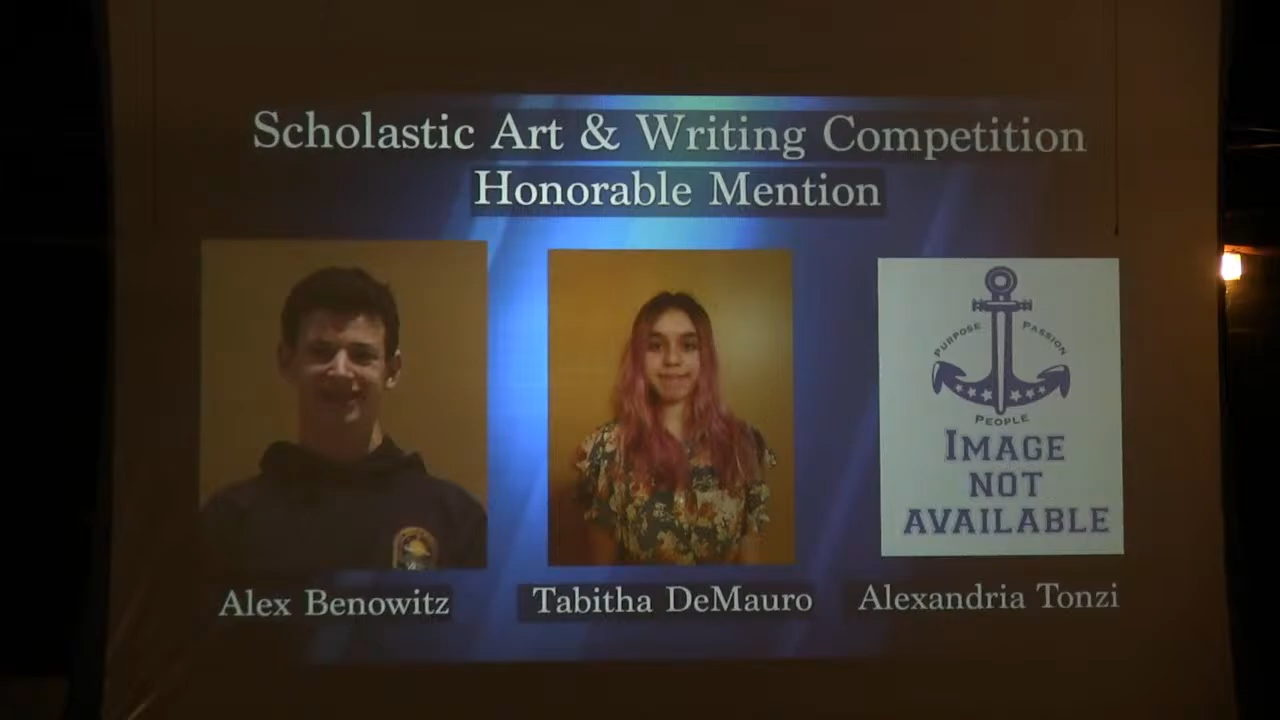 Scholastic Art & Writing Competition
Honorable Mention
PURPOSE PASSION
PEOPLE
IMAGE
NOT
AVAILABLE
Alex Benowitz
Tabitha DeMauro
Alexandria Tonzi